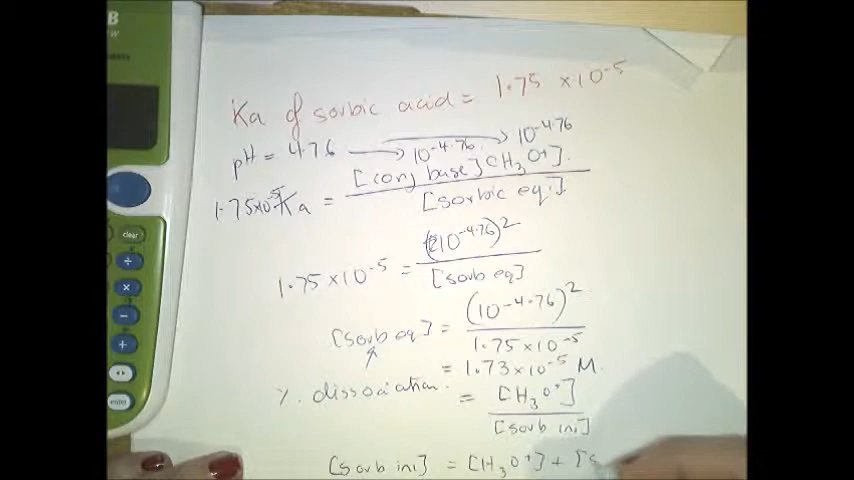 Ka of sorbic acid = 1.75 × 10^-5
pH = 4.76 → 10^-4.76 → 10^-4.76
1.75×10^-5 Ka = [conj base] [H3O+] / [sorbic eq]
1.75 × 10^-5 = (10^-4.76)^2 / [sorb eq]
[sorb eq] = (10^-4.76)^2 / 1.75 × 10^-5
= 1.73 × 10^-5 M.
%. dissociation = [H3O+] / [sorb ini]
[sorb ini] = [H3O+] + [s
clear
enter